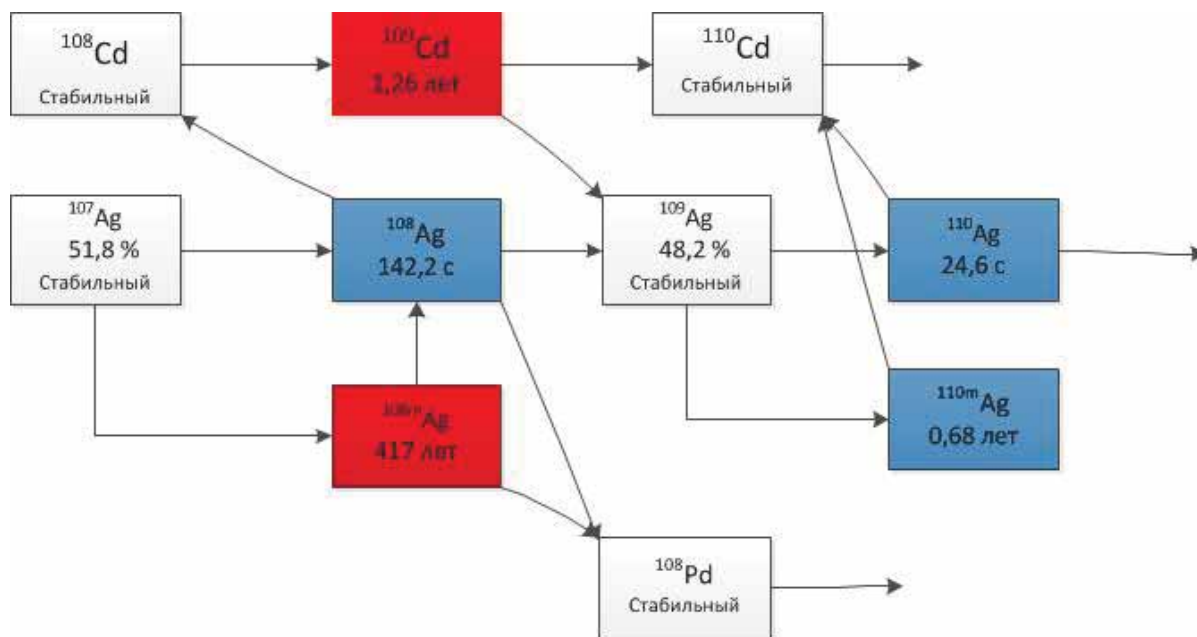 ¹⁰⁸Cd
Стабильный
¹⁰⁹Cd
1,26 лет
¹¹⁰Cd
Стабильный
¹⁰⁷Ag
51,8 %
Стабильный
¹⁰⁸Ag
142,2 с
¹⁰⁹Ag
48,2 %
Стабильный
¹¹⁰Ag
24,6 с
¹⁰⁸ᵐAg
417 лет
¹¹⁰ᵐAg
0,68 лет
¹⁰⁸Pd
Стабильный